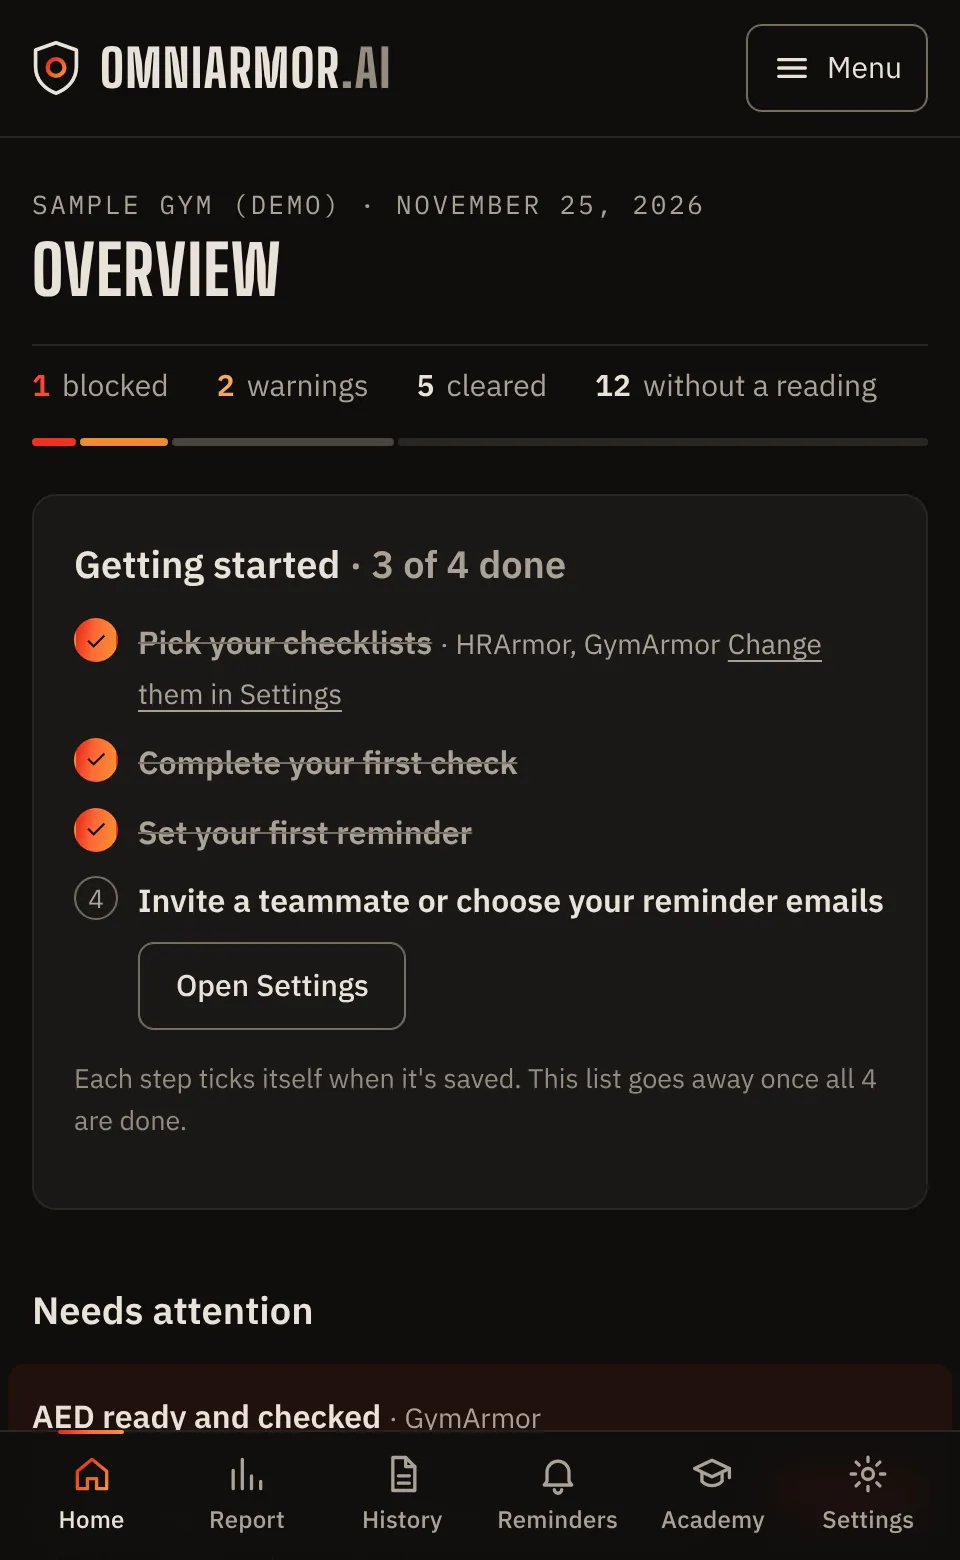 OMNIARMOR.AI
Menu
SAMPLE GYM (DEMO) · NOVEMBER 25, 2026
OVERVIEW
1 blocked 2 warnings 5 cleared 12 without a reading
Getting started · 3 of 4 done
Pick your checklists · HRArmor, GymArmor Change
them in Settings
Complete your first check
Set your first reminder
4 Invite a teammate or choose your reminder emails
Open Settings
Each step ticks itself when it's saved. This list goes away once all 4
are done.
Needs attention
AED ready and checked · GymArmor
Home Report History Reminders Academy Settings